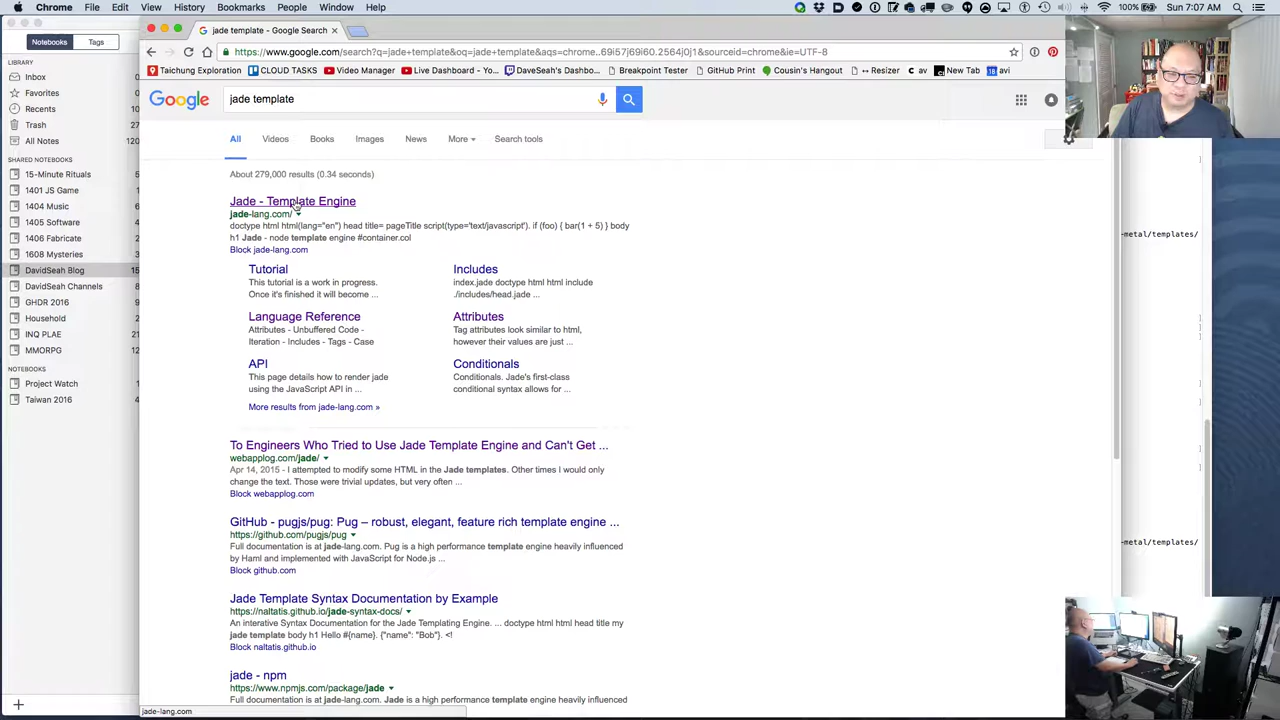 Chrome File Edit View History Bookmarks People Window Help
100% Sun 7:07 AM
Notebooks Tags
LIBRARY
Inbox
Favorites
Recents
Trash
All Notes 120
SHARED NOTEBOOKS
15-Minute Rituals 5
1401 JS Game 1
1404 Music 2
1405 Software 5
1406 Fabricate 2
1608 Mysteries 2
DavidSeah Blog 15
DavidSeah Channels 8
GHDR 2016 2
Household 1
INQ PLAE 2
MMORPG 2
NOTEBOOKS
Project Watch 5
Taiwan 2016 4
jade template - Google Search
https://www.google.com/search?q=jade+template&oq=jade+template&aqs=chrome..69i57j69i60.2564j0j1&sourceid=chrome&ie=UTF-8
Taichung Exploration CLOUD TASKS Video Manager Live Dashboard - Yo... DaveSeah's Dashbo... Breakpoint Tester GitHub Print Cousin's Hangout ↔ Resizer av New Tab avi
Google
jade template
All Videos Books Images News More Search tools
About 279,000 results (0.34 seconds)
Jade - Template Engine
jade-lang.com/
doctype html html(lang="en") head title= pageTitle script(type='text/javascript'). if (foo) { bar(1 + 5) } body
h1 Jade - node template engine #container.col
Block jade-lang.com
Tutorial
This tutorial is a work in progress.
Once it's finished it will become ...
Includes
index.jade doctype html html include
./includes/head.jade ...
Language Reference
Attributes - Unbuffered Code -
Iteration - Includes - Tags - Case
Attributes
Tag attributes look similar to html,
however their values are just ...
API
This page details how to render jade
using the JavaScript API in ...
Conditionals
Conditionals. Jade's first-class
conditional syntax allows for ...
More results from jade-lang.com »
To Engineers Who Tried to Use Jade Template Engine and Can't Get ...
webapplog.com/jade/
Apr 14, 2015 - I attempted to modify some HTML in the Jade templates. Other times I would only
change the text. Those were trivial updates, but very often ...
Block webapplog.com
GitHub - pugjs/pug: Pug – robust, elegant, feature rich template engine ...
https://github.com/pugjs/pug
Full documentation is at jade-lang.com. Pug is a high performance template engine heavily influenced
by Haml and implemented with JavaScript for Node.js ...
Block github.com
Jade Template Syntax Documentation by Example
https://naltatis.github.io/jade-syntax-docs/
An interative Syntax Documentation for the Jade Templating Engine. ... doctype html html head title my
jade template body h1 Hello #{name}. {"name": "Bob"}. <!
Block naltatis.github.io
jade - npm
https://www.npmjs.com/package/jade
Full documentation is at jade-lang.com. Jade is a high performance template engine heavily influenced
jade-lang.com
-metal/templates/
-metal/templates/